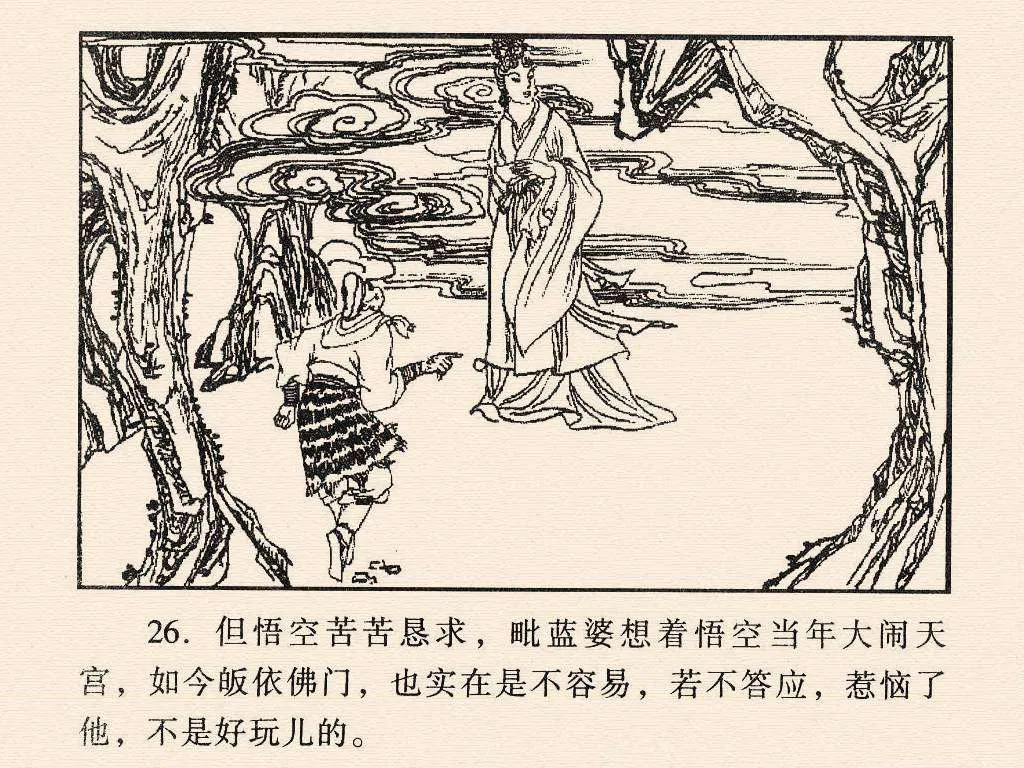 26. 但悟空苦苦恳求，毗蓝婆想着悟空当年大闹天
宫，如今皈依佛门，也实在是不容易，若不答应，惹恼了
他，不是好玩儿的。